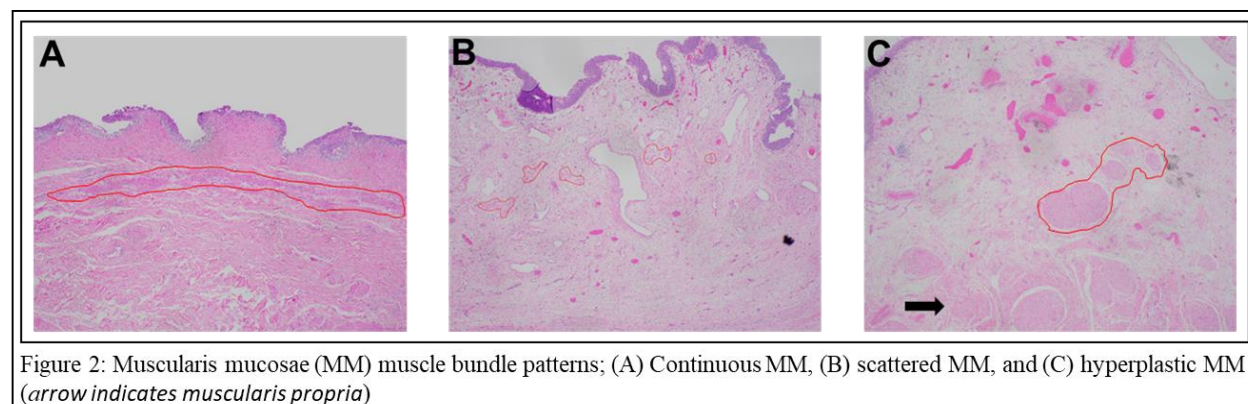 A
B
C
Figure 2: Muscularis mucosae (MM) muscle bundle patterns; (A) Continuous MM, (B) scattered MM, and (C) hyperplastic MM
(arrow indicates muscularis propria)